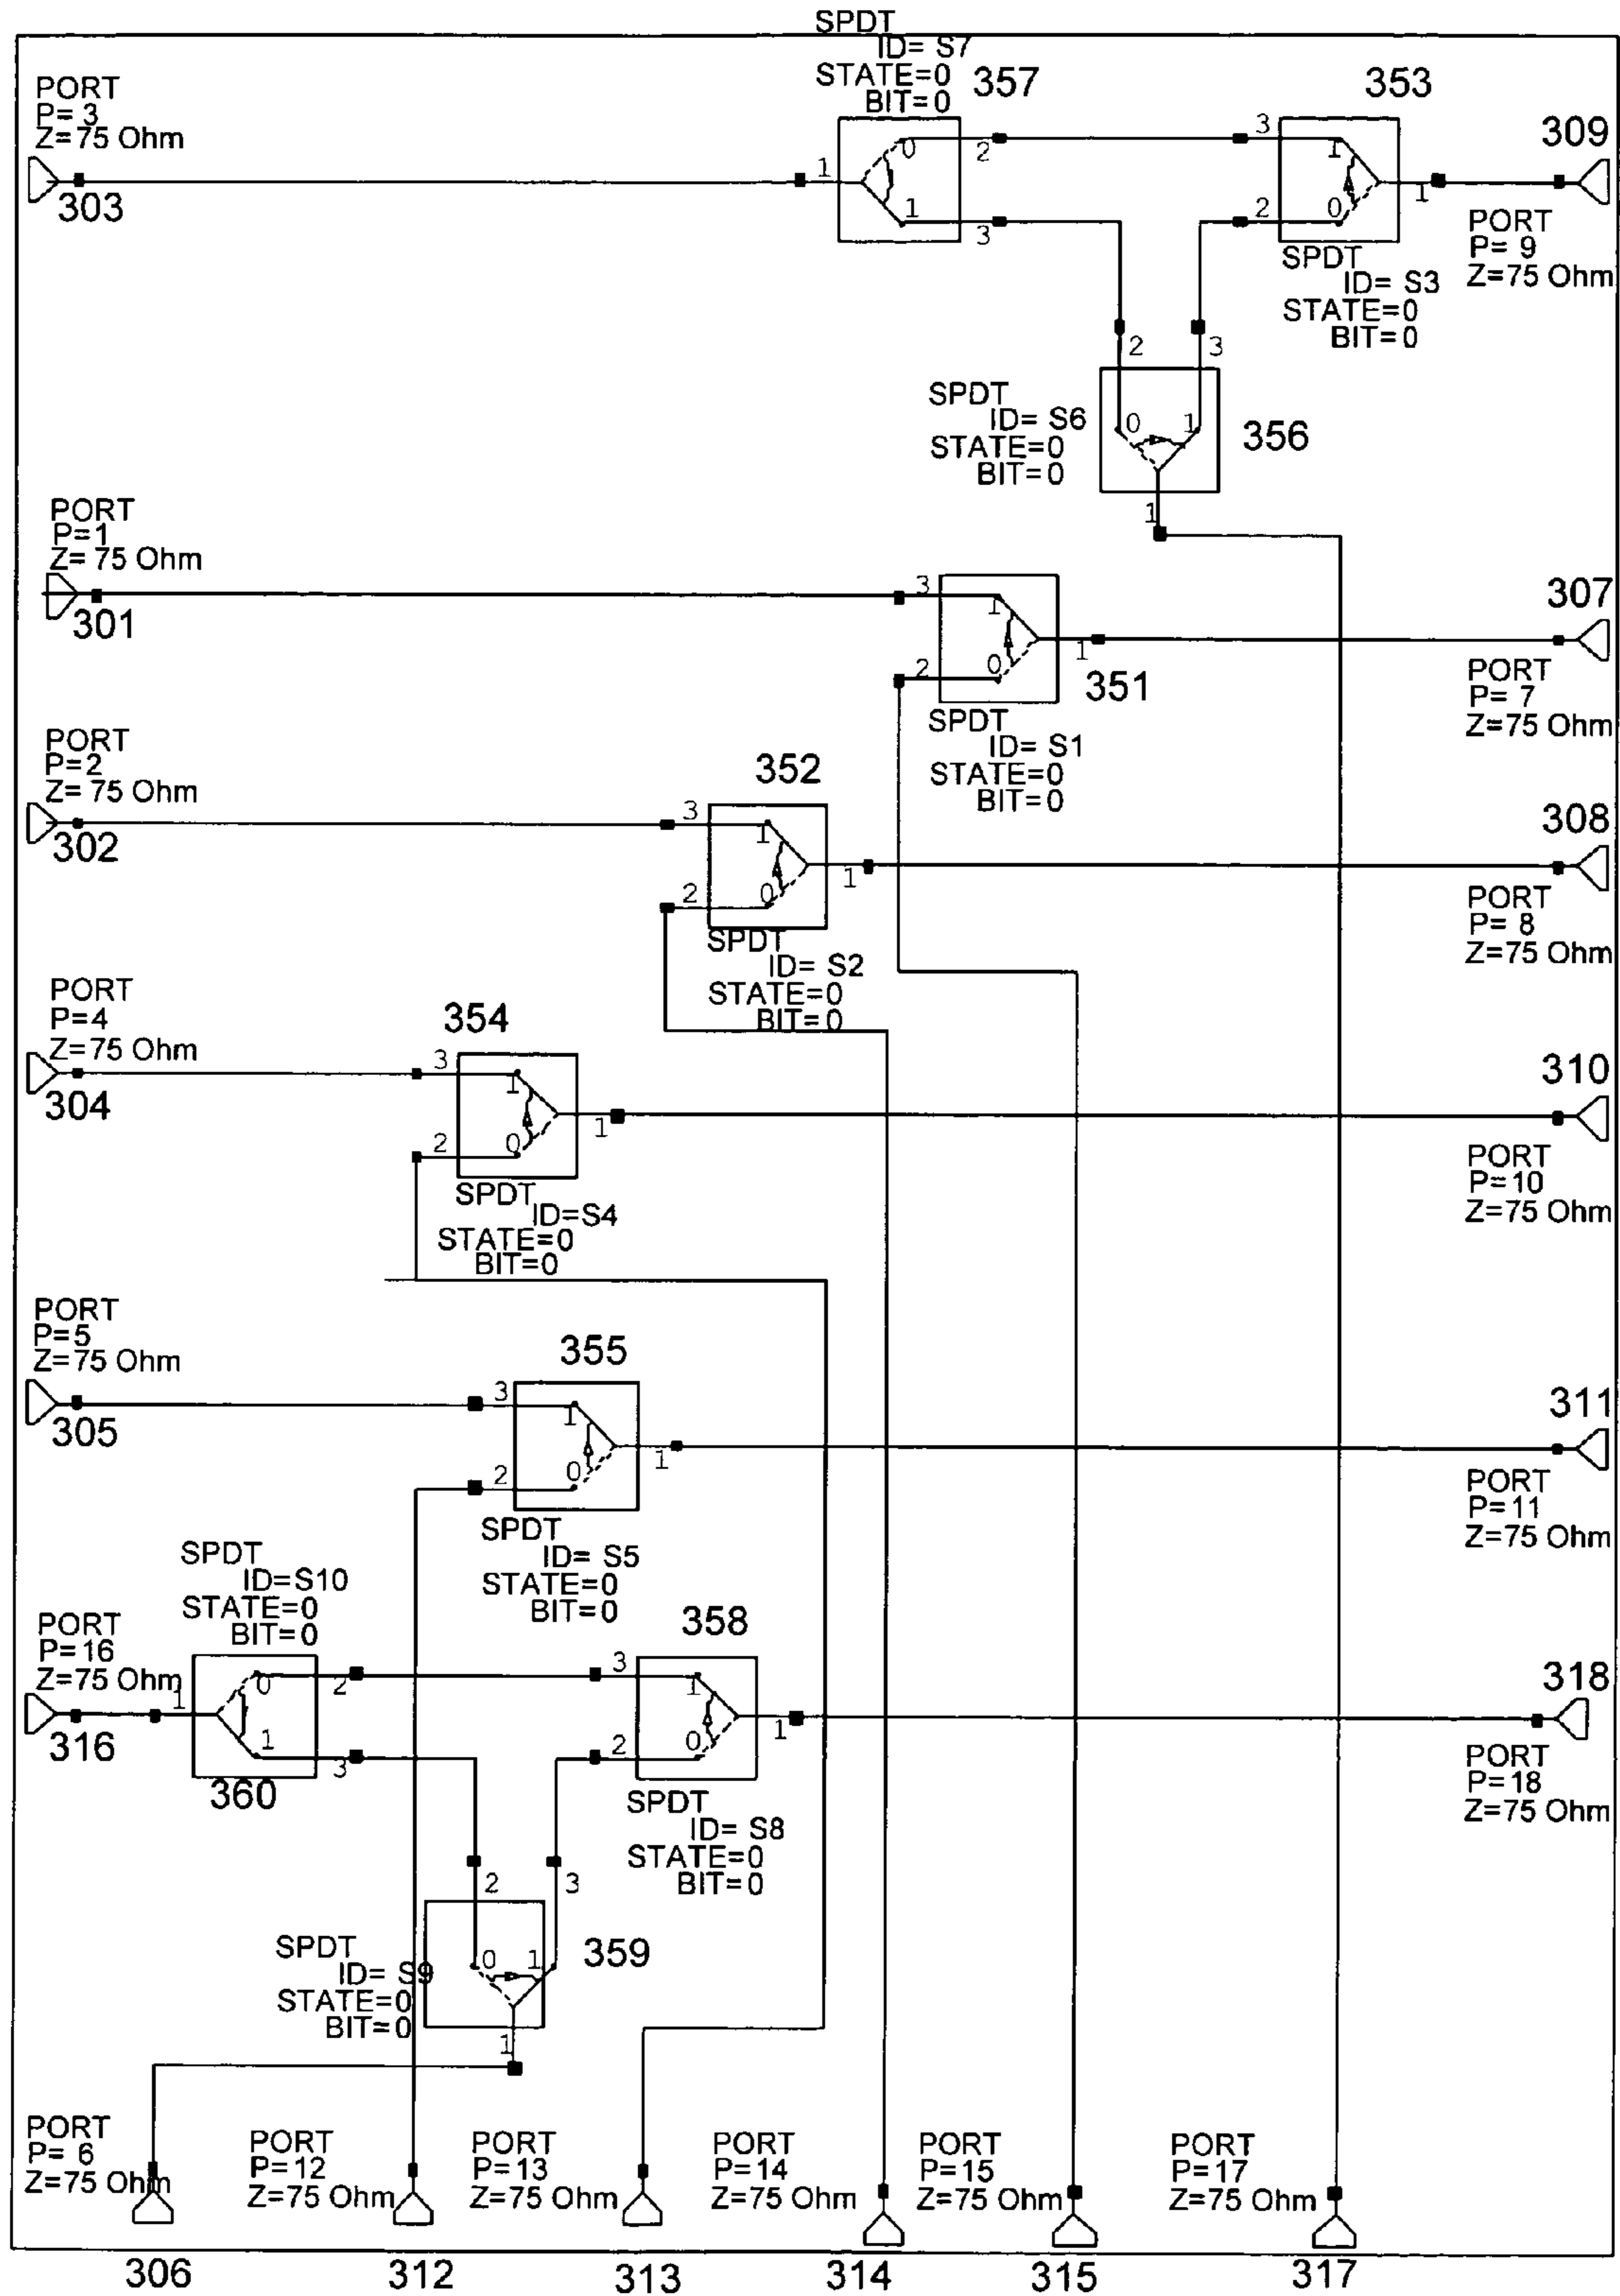 SPDT
ID= S7
STATE=0
BIT=0
357
353
309
PORT
P= 3
Z=75 Ohm
303
1
0
1
2
3
3
2
1
0
1
PORT
P= 9
Z=75 Ohm
SPDT
ID= S3
STATE=0
BIT=0
2
3
SPDT
ID= S6
STATE=0
BIT=0
0
1
356
1
PORT
P=1
Z= 75 Ohm
301
3
1
2
0
1
351
307
PORT
P= 7
Z=75 Ohm
SPDT
ID= S1
STATE=0
BIT=0
PORT
P=2
Z= 75 Ohm
302
352
3
1
2
0
1
308
PORT
P= 8
Z=75 Ohm
SPDT
ID= S2
STATE=0
BIT=0
PORT
P=4
Z=75 Ohm
304
354
3
1
2
0
1
310
PORT
P=10
Z=75 Ohm
SPDT
ID=S4
STATE=0
BIT=0
PORT
P=5
Z=75 Ohm
305
355
3
1
2
0
1
311
PORT
P=11
Z=75 Ohm
SPDT
ID= S5
STATE=0
BIT=0
SPDT
ID=S10
STATE=0
BIT=0
PORT
P=16
Z=75 Ohm
316
1
0
1
2
3
360
358
3
1
2
0
1
318
PORT
P=18
Z=75 Ohm
SPDT
ID= S8
STATE=0
BIT=0
2
3
SPDT
ID= S9
STATE=0
BIT=0
0
1
359
1
PORT
P= 6
Z=75 Ohm
PORT
P=12
Z=75 Ohm
PORT
P=13
Z=75 Ohm
PORT
P=14
Z=75 Ohm
PORT
P=15
Z=75 Ohm
PORT
P=17
Z=75 Ohm
306
312
313
314
315
317